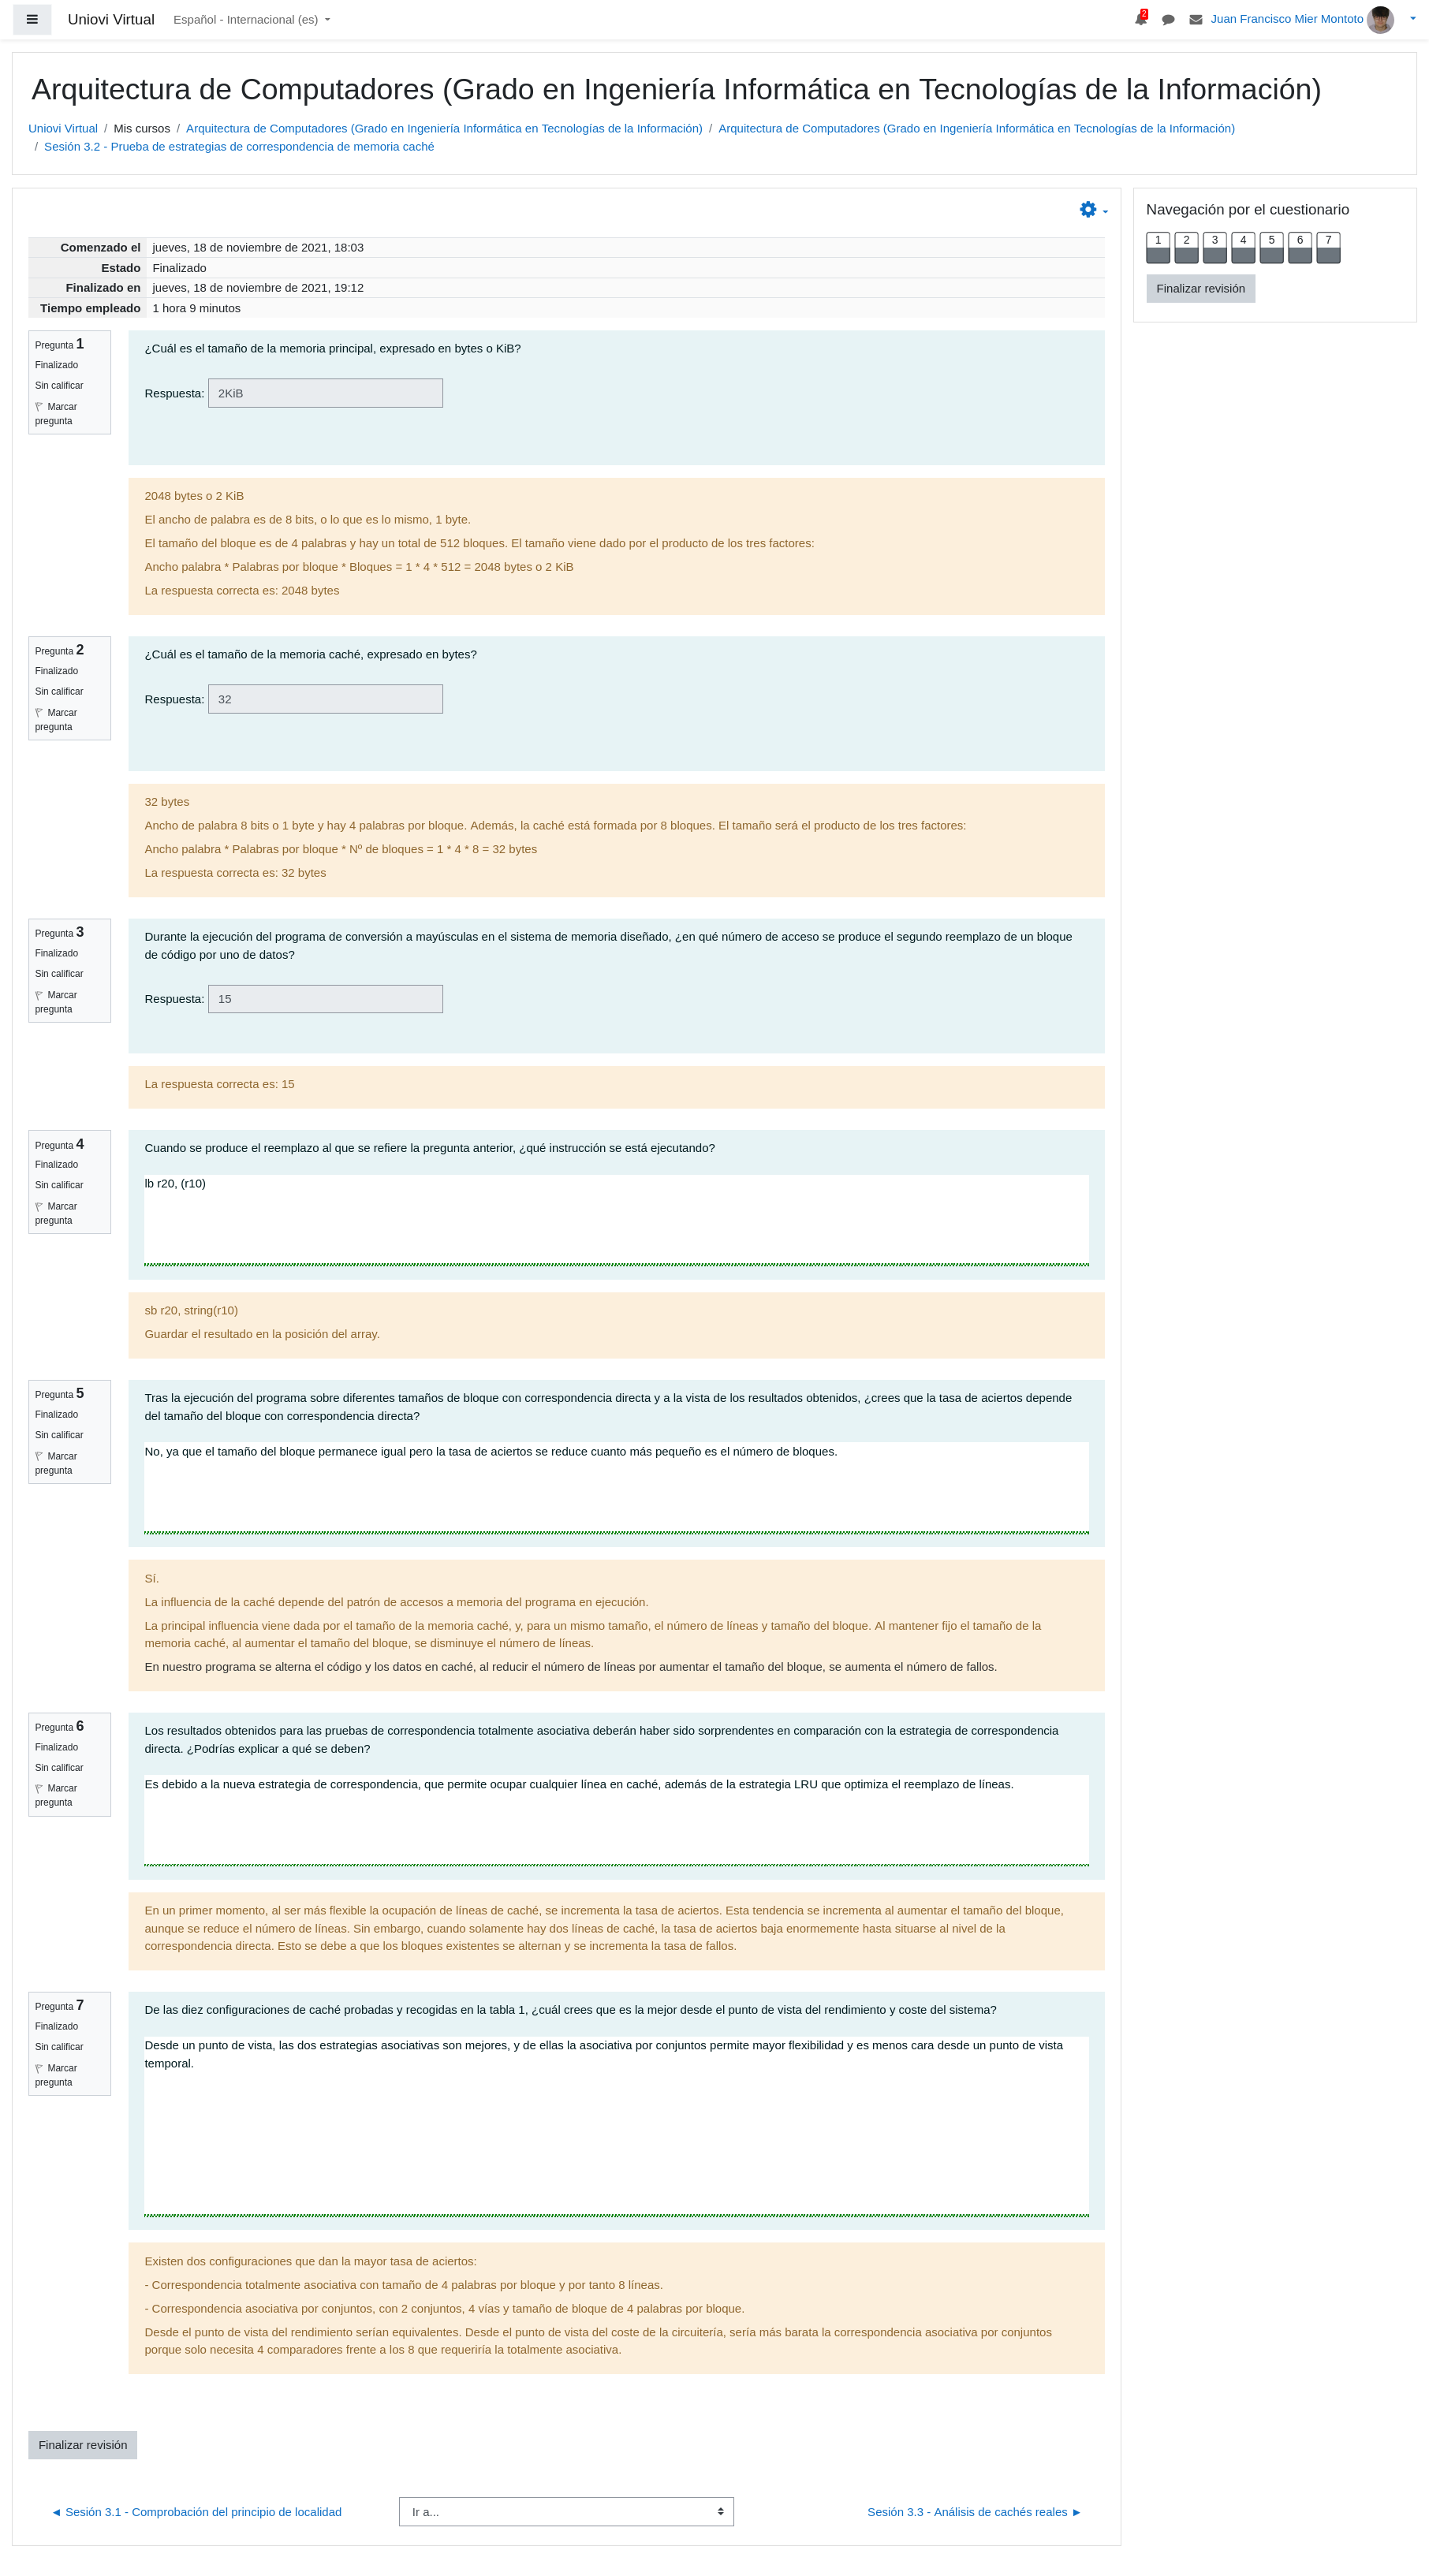 Uniovi Virtual Español - Internacional (es) 2 Juan Francisco Mier Montoto
Arquitectura de Computadores (Grado en Ingeniería Informática en Tecnologías de la Información)
Uniovi Virtual / Mis cursos / Arquitectura de Computadores (Grado en Ingeniería Informática en Tecnologías de la Información) / Arquitectura de Computadores (Grado en Ingeniería Informática en Tecnologías de la Información)
/ Sesión 3.2 - Prueba de estrategias de correspondencia de memoria caché
Navegación por el cuestionario
1 2 3 4 5 6 7
Finalizar revisión
Comenzado el jueves, 18 de noviembre de 2021, 18:03
Estado Finalizado
Finalizado en jueves, 18 de noviembre de 2021, 19:12
Tiempo empleado 1 hora 9 minutos
Pregunta 1
Finalizado
Sin calificar
Marcar
pregunta
¿Cuál es el tamaño de la memoria principal, expresado en bytes o KiB?
Respuesta: 2KiB
2048 bytes o 2 KiB
El ancho de palabra es de 8 bits, o lo que es lo mismo, 1 byte.
El tamaño del bloque es de 4 palabras y hay un total de 512 bloques. El tamaño viene dado por el producto de los tres factores:
Ancho palabra * Palabras por bloque * Bloques = 1 * 4 * 512 = 2048 bytes o 2 KiB
La respuesta correcta es: 2048 bytes
Pregunta 2
Finalizado
Sin calificar
Marcar
pregunta
¿Cuál es el tamaño de la memoria caché, expresado en bytes?
Respuesta: 32
32 bytes
Ancho de palabra 8 bits o 1 byte y hay 4 palabras por bloque. Además, la caché está formada por 8 bloques. El tamaño será el producto de los tres factores:
Ancho palabra * Palabras por bloque * Nº de bloques = 1 * 4 * 8 = 32 bytes
La respuesta correcta es: 32 bytes
Pregunta 3
Finalizado
Sin calificar
Marcar
pregunta
Durante la ejecución del programa de conversión a mayúsculas en el sistema de memoria diseñado, ¿en qué número de acceso se produce el segundo reemplazo de un bloque
de código por uno de datos?
Respuesta: 15
La respuesta correcta es: 15
Pregunta 4
Finalizado
Sin calificar
Marcar
pregunta
Cuando se produce el reemplazo al que se refiere la pregunta anterior, ¿qué instrucción se está ejecutando?
lb r20, (r10)
sb r20, string(r10)
Guardar el resultado en la posición del array.
Pregunta 5
Finalizado
Sin calificar
Marcar
pregunta
Tras la ejecución del programa sobre diferentes tamaños de bloque con correspondencia directa y a la vista de los resultados obtenidos, ¿crees que la tasa de aciertos depende
del tamaño del bloque con correspondencia directa?
No, ya que el tamaño del bloque permanece igual pero la tasa de aciertos se reduce cuanto más pequeño es el número de bloques.
Sí.
La influencia de la caché depende del patrón de accesos a memoria del programa en ejecución.
La principal influencia viene dada por el tamaño de la memoria caché, y, para un mismo tamaño, el número de líneas y tamaño del bloque. Al mantener fijo el tamaño de la
memoria caché, al aumentar el tamaño del bloque, se disminuye el número de líneas.
En nuestro programa se alterna el código y los datos en caché, al reducir el número de líneas por aumentar el tamaño del bloque, se aumenta el número de fallos.
Pregunta 6
Finalizado
Sin calificar
Marcar
pregunta
Los resultados obtenidos para las pruebas de correspondencia totalmente asociativa deberán haber sido sorprendentes en comparación con la estrategia de correspondencia
directa. ¿Podrías explicar a qué se deben?
Es debido a la nueva estrategia de correspondencia, que permite ocupar cualquier línea en caché, además de la estrategia LRU que optimiza el reemplazo de líneas.
En un primer momento, al ser más flexible la ocupación de líneas de caché, se incrementa la tasa de aciertos. Esta tendencia se incrementa al aumentar el tamaño del bloque,
aunque se reduce el número de líneas. Sin embargo, cuando solamente hay dos líneas de caché, la tasa de aciertos baja enormemente hasta situarse al nivel de la
correspondencia directa. Esto se debe a que los bloques existentes se alternan y se incrementa la tasa de fallos.
Pregunta 7
Finalizado
Sin calificar
Marcar
pregunta
De las diez configuraciones de caché probadas y recogidas en la tabla 1, ¿cuál crees que es la mejor desde el punto de vista del rendimiento y coste del sistema?
Desde un punto de vista, las dos estrategias asociativas son mejores, y de ellas la asociativa por conjuntos permite mayor flexibilidad y es menos cara desde un punto de vista
temporal.
Existen dos configuraciones que dan la mayor tasa de aciertos:
- Correspondencia totalmente asociativa con tamaño de 4 palabras por bloque y por tanto 8 líneas.
- Correspondencia asociativa por conjuntos, con 2 conjuntos, 4 vías y tamaño de bloque de 4 palabras por bloque.
Desde el punto de vista del rendimiento serían equivalentes. Desde el punto de vista del coste de la circuitería, sería más barata la correspondencia asociativa por conjuntos
porque solo necesita 4 comparadores frente a los 8 que requeriría la totalmente asociativa.
Finalizar revisión
◄ Sesión 3.1 - Comprobación del principio de localidad Ir a... Sesión 3.3 - Análisis de cachés reales ►